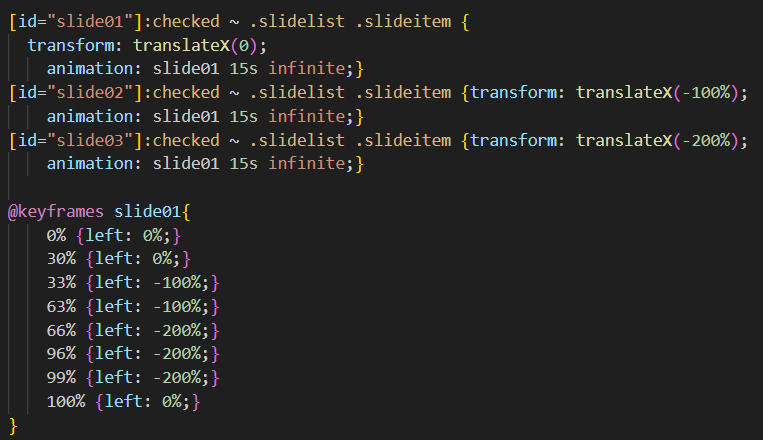 [id="slide01"]:checked ~ .slidelist .slideitem {
transform: translateX(0);
animation: slide01 15s infinite;}
[id="slide02"]:checked ~ .slidelist .slideitem {transform: translateX(-100%);
animation: slide01 15s infinite;}
[id="slide03"]:checked ~ .slidelist .slideitem {transform: translateX(-200%);
animation: slide01 15s infinite;}
@keyframes slide01{
0% {left: 0%;}
30% {left: 0%;}
33% {left: -100%;}
63% {left: -100%;}
66% {left: -200%;}
96% {left: -200%;}
99% {left: -200%;}
100% {left: 0%;}
}